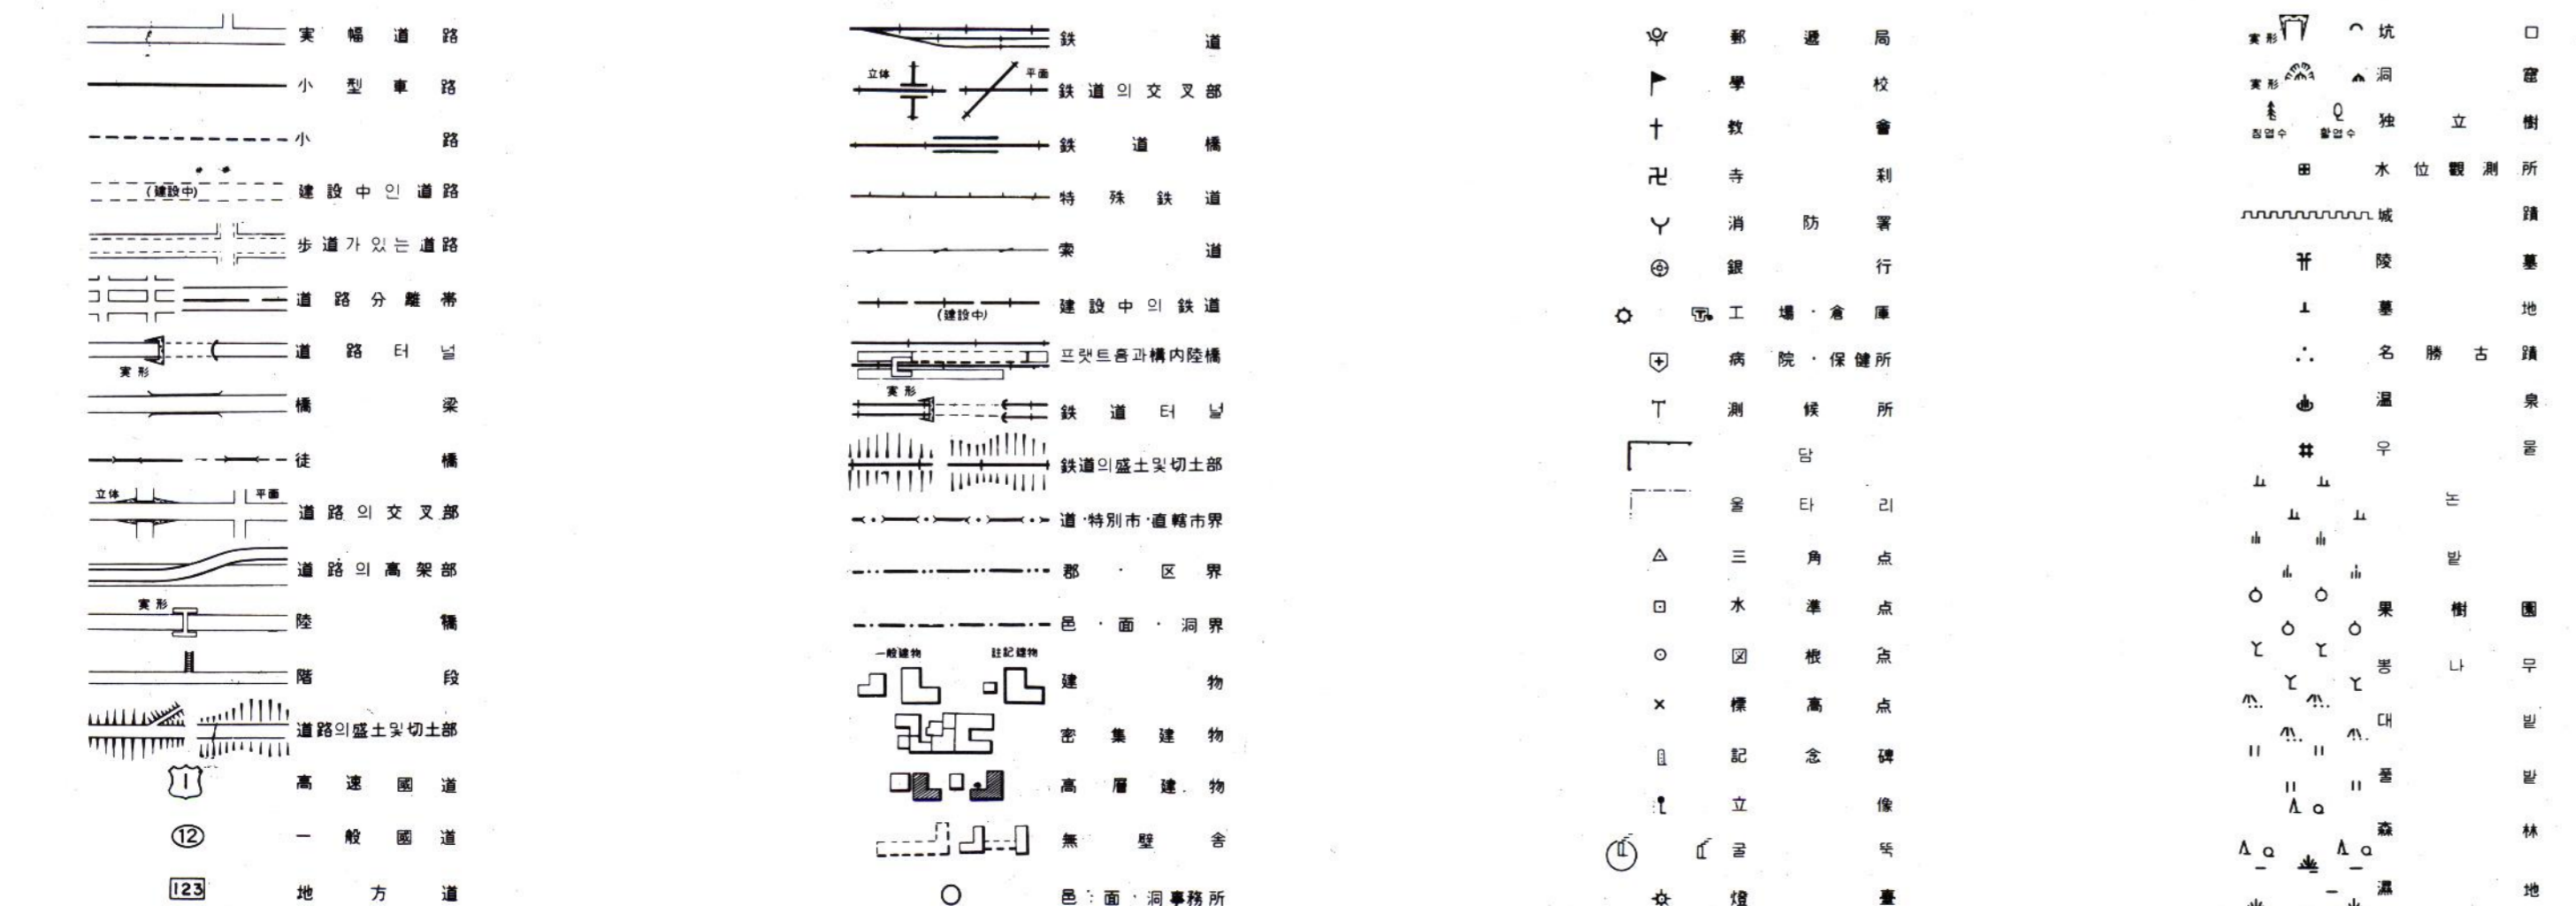 実幅道路
小型車路
小路
(建設中) 建設中인道路
歩道가있는道路
道路分離帯
道路터널
実形
橋梁
徒橋
立体 平面 道路의交叉部
道路의高架部
実形
陸橋
階段
道路의盛土및切土部
1 高速國道
12 一般國道
123 地方道
鉄道
立体 平面
鉄道의交叉部
鉄道橋
特殊鉄道
索道
建設中의鉄道
(建設中)
프랫트홈과構内陸橋
実形
鉄道터널
鉄道의盛土및切土部
道·特別市·直轄市界
郡·区界
邑·面·洞界
一般建物 註記建物
建物
密集建物
高層建物
無壁舎
邑·面·洞事務所
郵遞局
學校
教會
寺刹
消防署
銀行
工場·倉庫
病院·保健所
測候所
담
울타리
三角点
水準点
図根点
標高点
記念碑
立像
굴뚝
燈臺
実形 坑口
実形 洞窟
침엽수 활엽수 独立樹
水位觀測所
城蹟
陵墓
墓地
名勝古蹟
温泉
우물
논
밭
果樹園
뽕나무
대밭
풀밭
森林
濕地